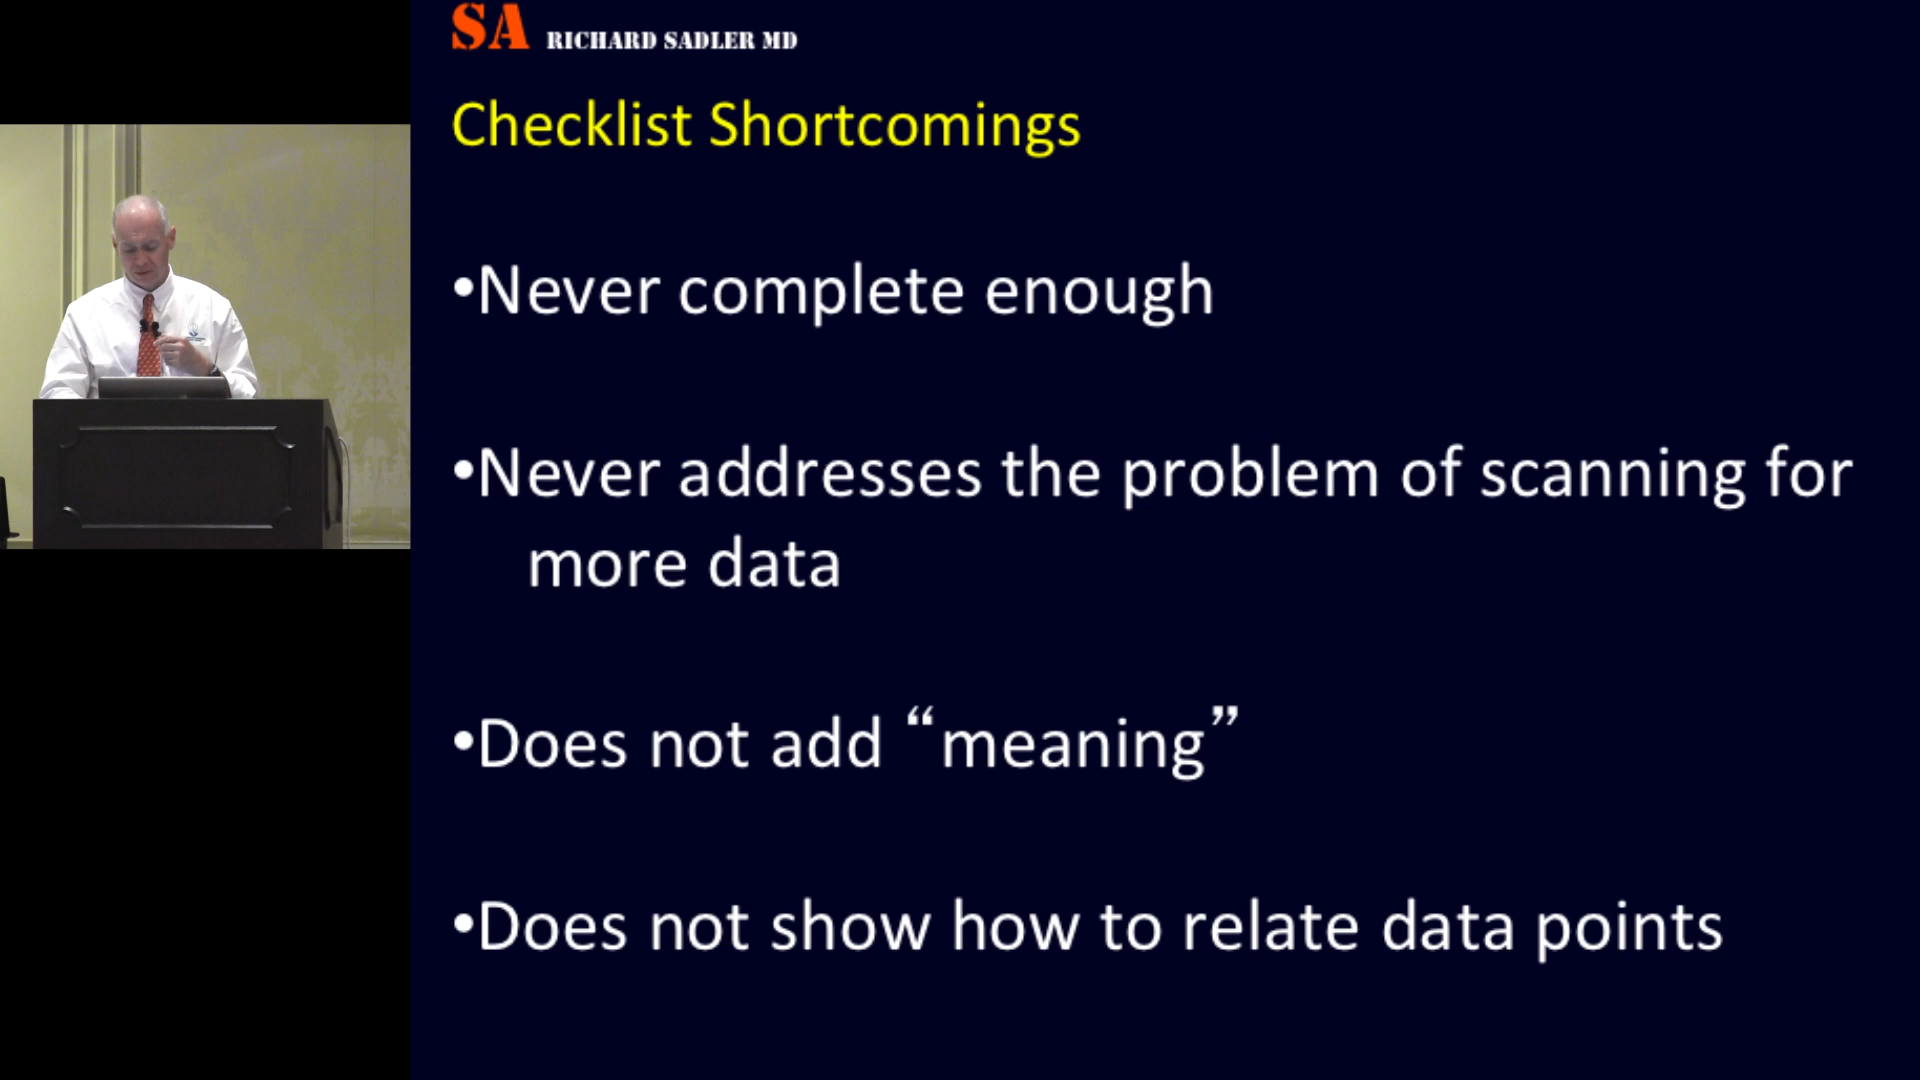 SA RICHARD SADLER MD
Checklist Shortcomings
•Never complete enough
•Never addresses the problem of scanning for
more data
•Does not add “meaning”
•Does not show how to relate data points